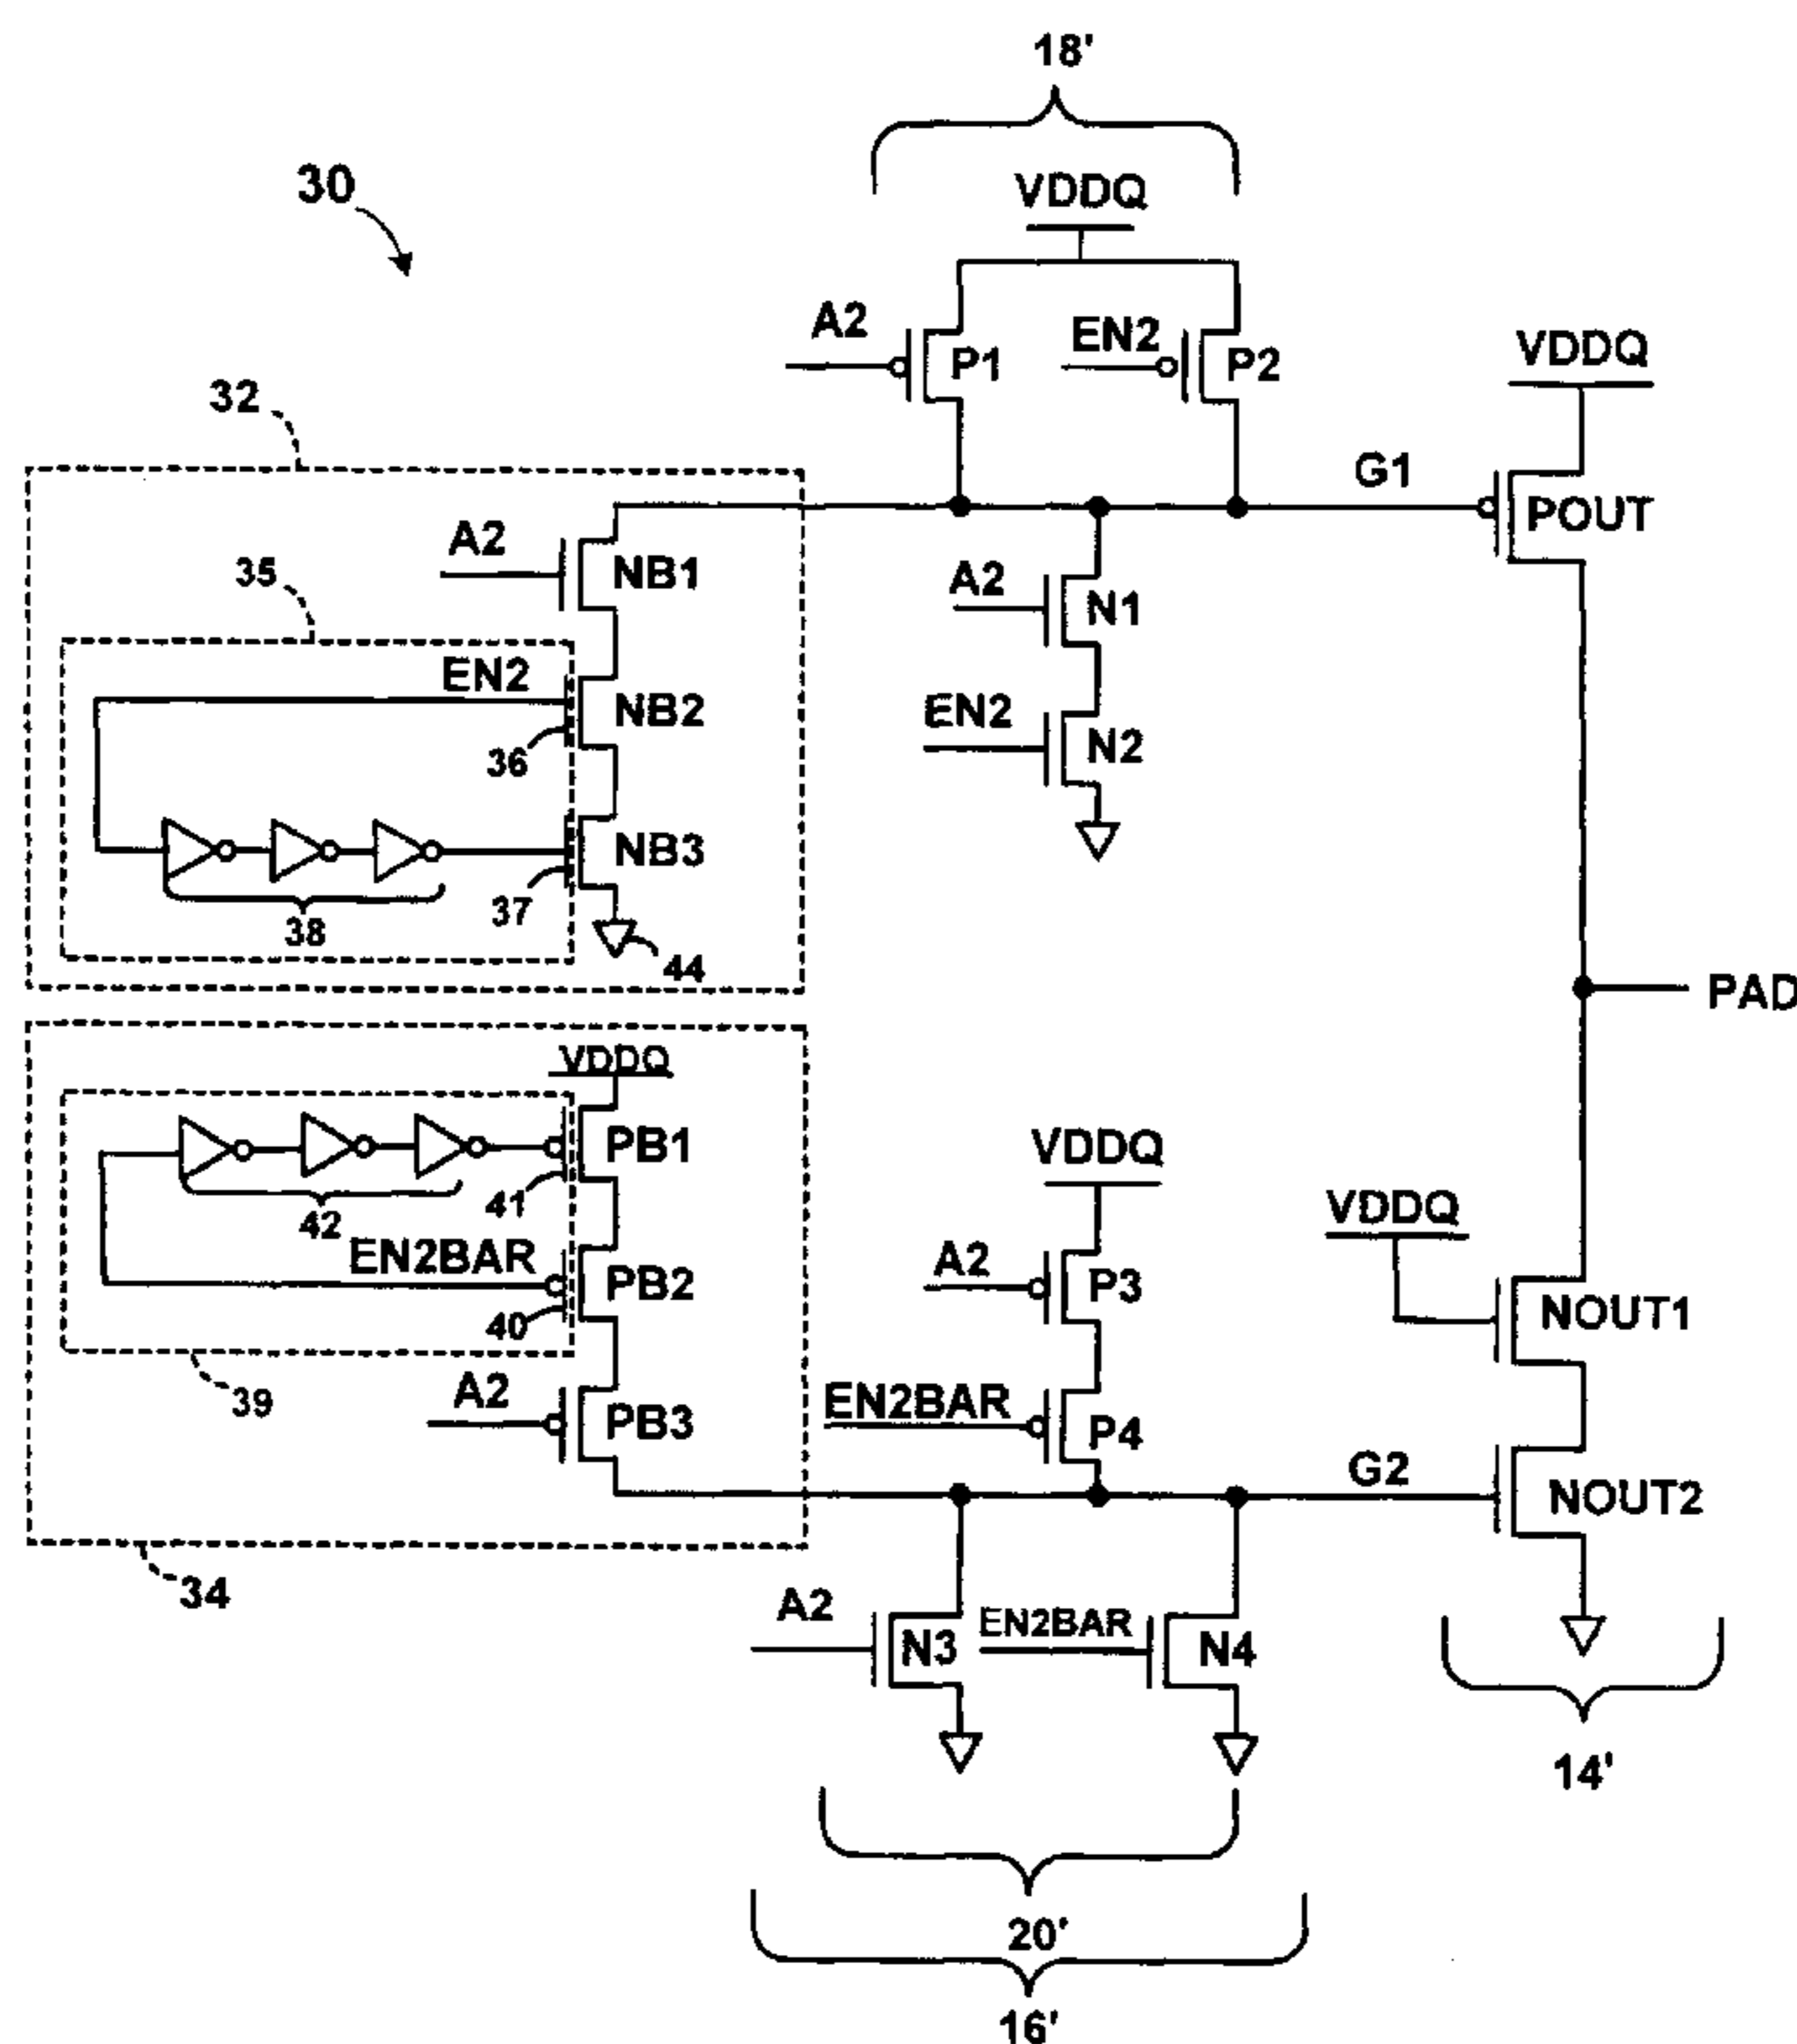 18'
30
VDDQ
A2
P1
EN2
P2
VDDQ
32
G1
POUT
A2
NB1
35
A2
N1
EN2
NB2
36
EN2
N2
NB3
37
38
44
PAD
VDDQ
PB1
41
42
VDDQ
EN2BAR
PB2
40
A2
P3
VDDQ
NOUT1
39
A2
PB3
EN2BAR
P4
G2
NOUT2
34
A2
N3
EN2BAR
N4
14'
20'
16'